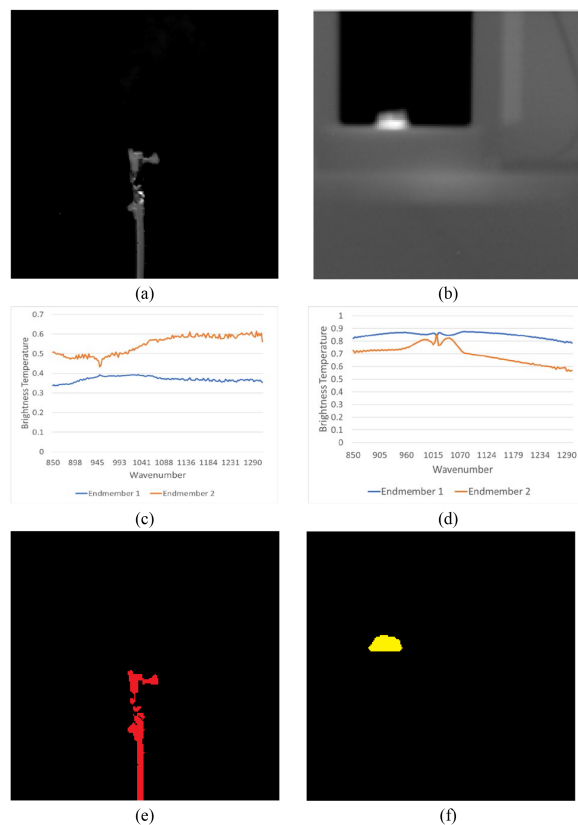 (a)
(b)
0.7
0.6
0.5
0.4
0.3
0.2
0.1
0
Brightness Temperature
850 898 945 993 1041 1088 1136 1184 1231 1290
Wavenumber
Endmember 1 Endmember 2
1
0.9
0.8
0.7
0.6
0.5
0.4
0.3
0.2
0.1
0
Brightness Temperature
850 905 960 1015 1070 1124 1179 1234 1290
Wavenumber
Endmember 1 Endmember 2
(c)
(d)
(e)
(f)